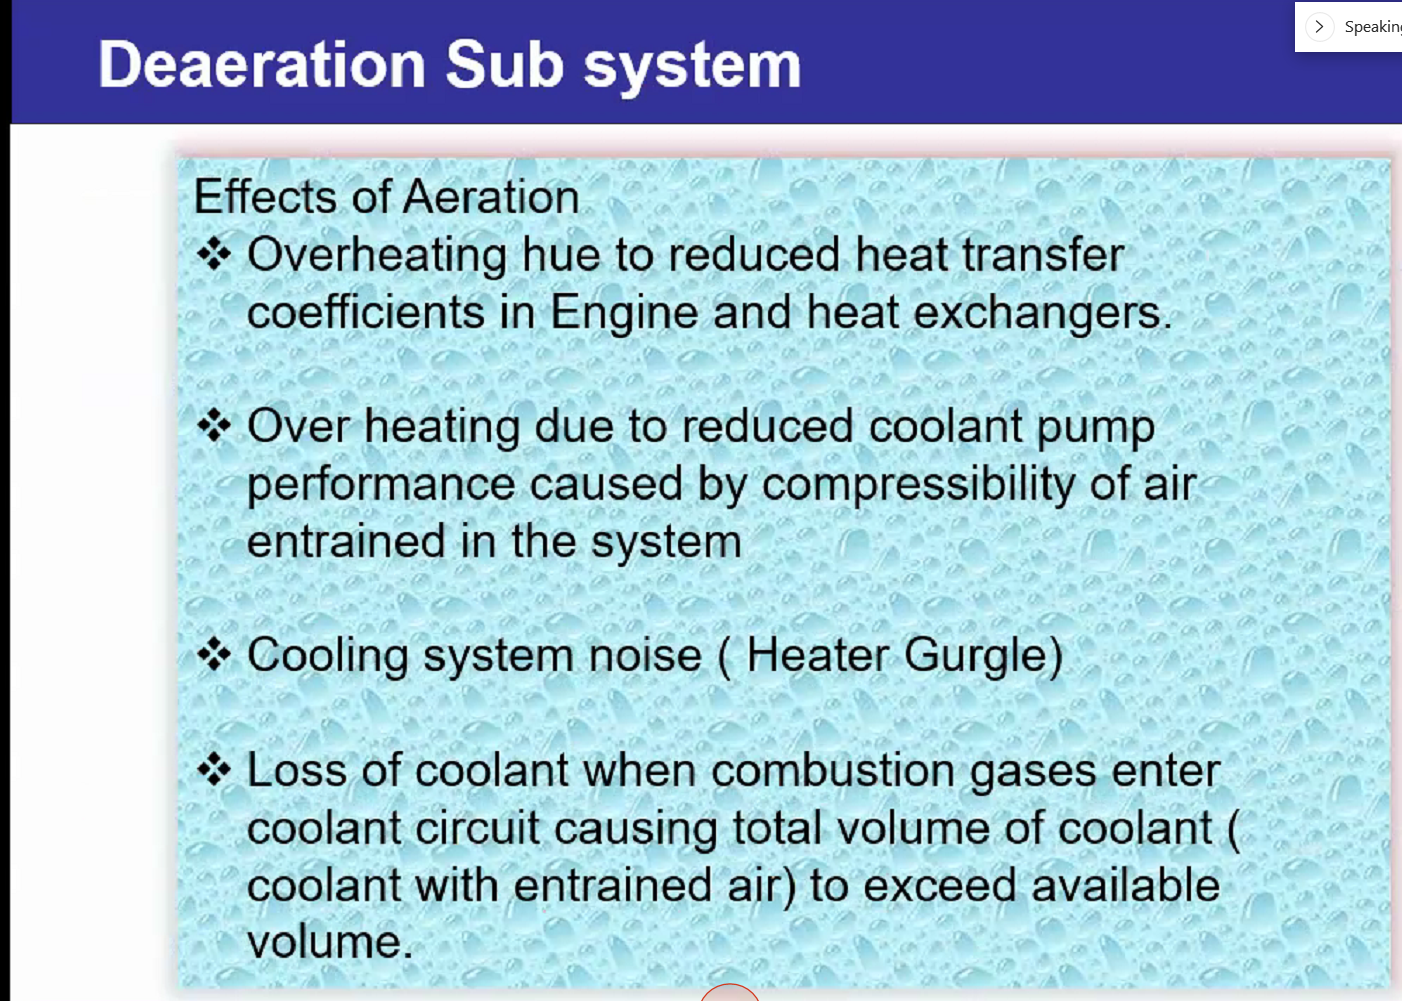 Deaeration Sub system
Speaking
Effects of Aeration
❖ Overheating hue to reduced heat transfer
coefficients in Engine and heat exchangers.
❖ Over heating due to reduced coolant pump
performance caused by compressibility of air
entrained in the system
❖ Cooling system noise ( Heater Gurgle)
❖ Loss of coolant when combustion gases enter
coolant circuit causing total volume of coolant (
coolant with entrained air) to exceed available
volume.